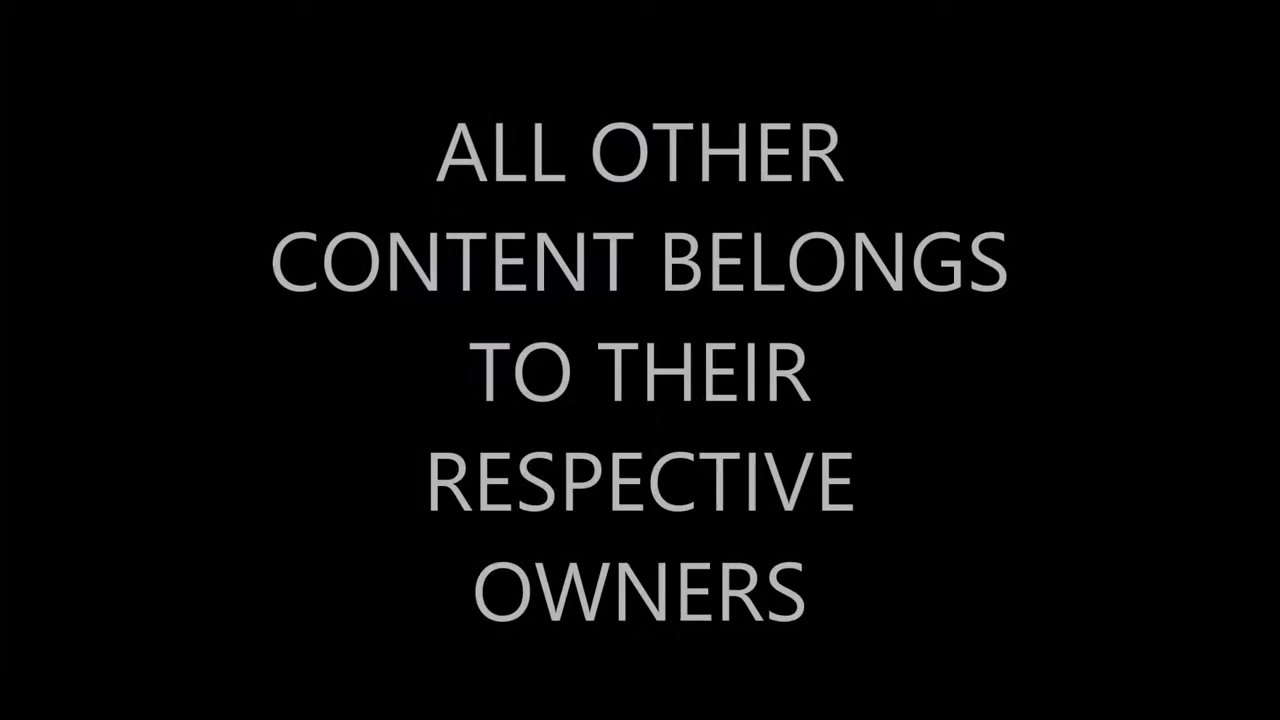 ALL OTHER
CONTENT BELONGS
TO THEIR
RESPECTIVE
OWNERS